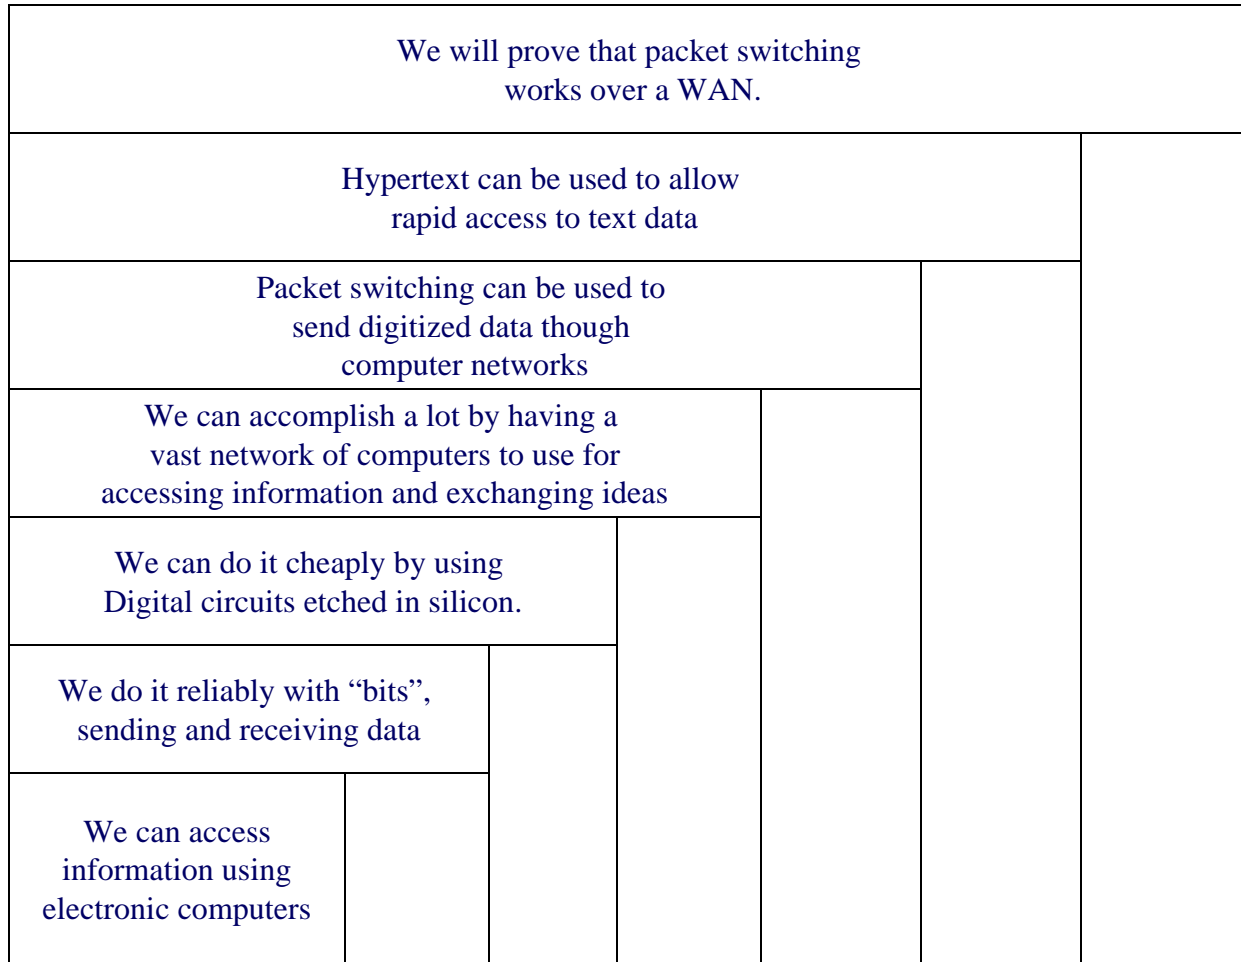 We will prove that packet switching
works over a WAN.
Hypertext can be used to allow
rapid access to text data
Packet switching can be used to
send digitized data though
computer networks
We can accomplish a lot by having a
vast network of computers to use for
accessing information and exchanging ideas
We can do it cheaply by using
Digital circuits etched in silicon.
We do it reliably with “bits”,
sending and receiving data
We can access
information using
electronic computers